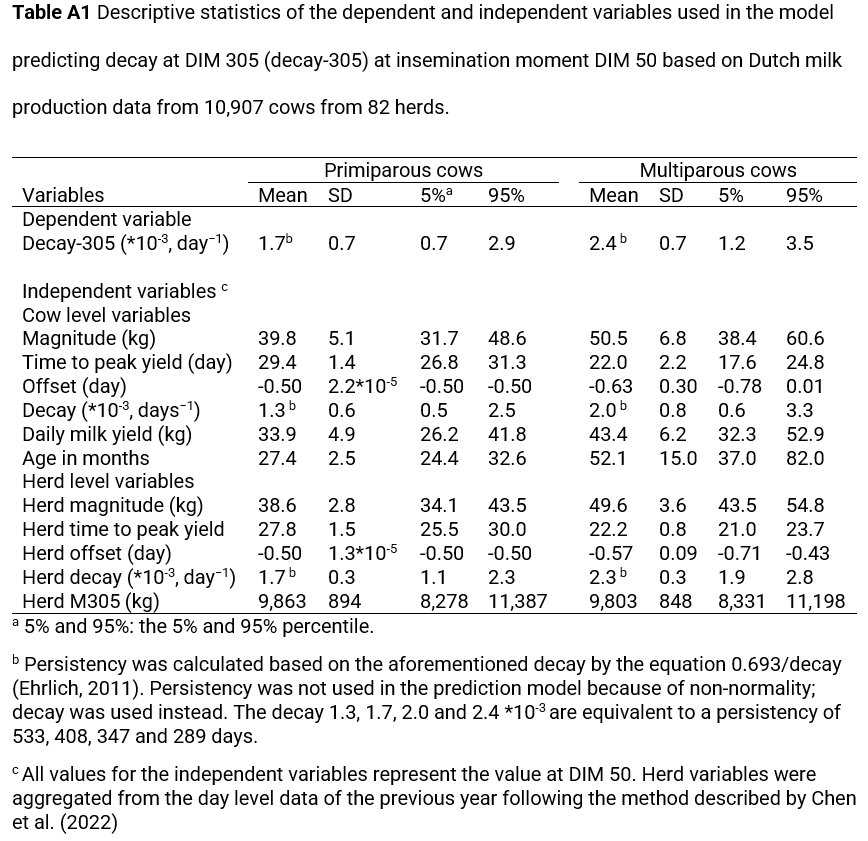 Table A1 Descriptive statistics of the dependent and independent variables used in the model
predicting decay at DIM 305 (decay-305) at insemination moment DIM 50 based on Dutch milk
production data from 10,907 cows from 82 herds.
Primiparous cows Multiparous cows
Variables Mean SD 5%ᵃ 95% Mean SD 5% 95%
Dependent variable
Decay-305 (*10⁻³, day⁻¹) 1.7ᵇ 0.7 0.7 2.9 2.4 ᵇ 0.7 1.2 3.5
Independent variables ᶜ
Cow level variables
Magnitude (kg) 39.8 5.1 31.7 48.6 50.5 6.8 38.4 60.6
Time to peak yield (day) 29.4 1.4 26.8 31.3 22.0 2.2 17.6 24.8
Offset (day) -0.50 2.2*10⁻⁵ -0.50 -0.50 -0.63 0.30 -0.78 0.01
Decay (*10⁻³, days⁻¹) 1.3 ᵇ 0.6 0.5 2.5 2.0 ᵇ 0.8 0.6 3.3
Daily milk yield (kg) 33.9 4.9 26.2 41.8 43.4 6.2 32.3 52.9
Age in months 27.4 2.5 24.4 32.6 52.1 15.0 37.0 82.0
Herd level variables
Herd magnitude (kg) 38.6 2.8 34.1 43.5 49.6 3.6 43.5 54.8
Herd time to peak yield 27.8 1.5 25.5 30.0 22.2 0.8 21.0 23.7
Herd offset (day) -0.50 1.3*10⁻⁵ -0.50 -0.50 -0.57 0.09 -0.71 -0.43
Herd decay (*10⁻³, day⁻¹) 1.7 ᵇ 0.3 1.1 2.3 2.3 ᵇ 0.3 1.9 2.8
Herd M305 (kg) 9,863 894 8,278 11,387 9,803 848 8,331 11,198
ᵃ 5% and 95%: the 5% and 95% percentile.
ᵇ Persistency was calculated based on the aforementioned decay by the equation 0.693/decay
(Ehrlich, 2011). Persistency was not used in the prediction model because of non-normality;
decay was used instead. The decay 1.3, 1.7, 2.0 and 2.4 *10⁻³ are equivalent to a persistency of
533, 408, 347 and 289 days.
ᶜ All values for the independent variables represent the value at DIM 50. Herd variables were
aggregated from the day level data of the previous year following the method described by Chen
et al. (2022)